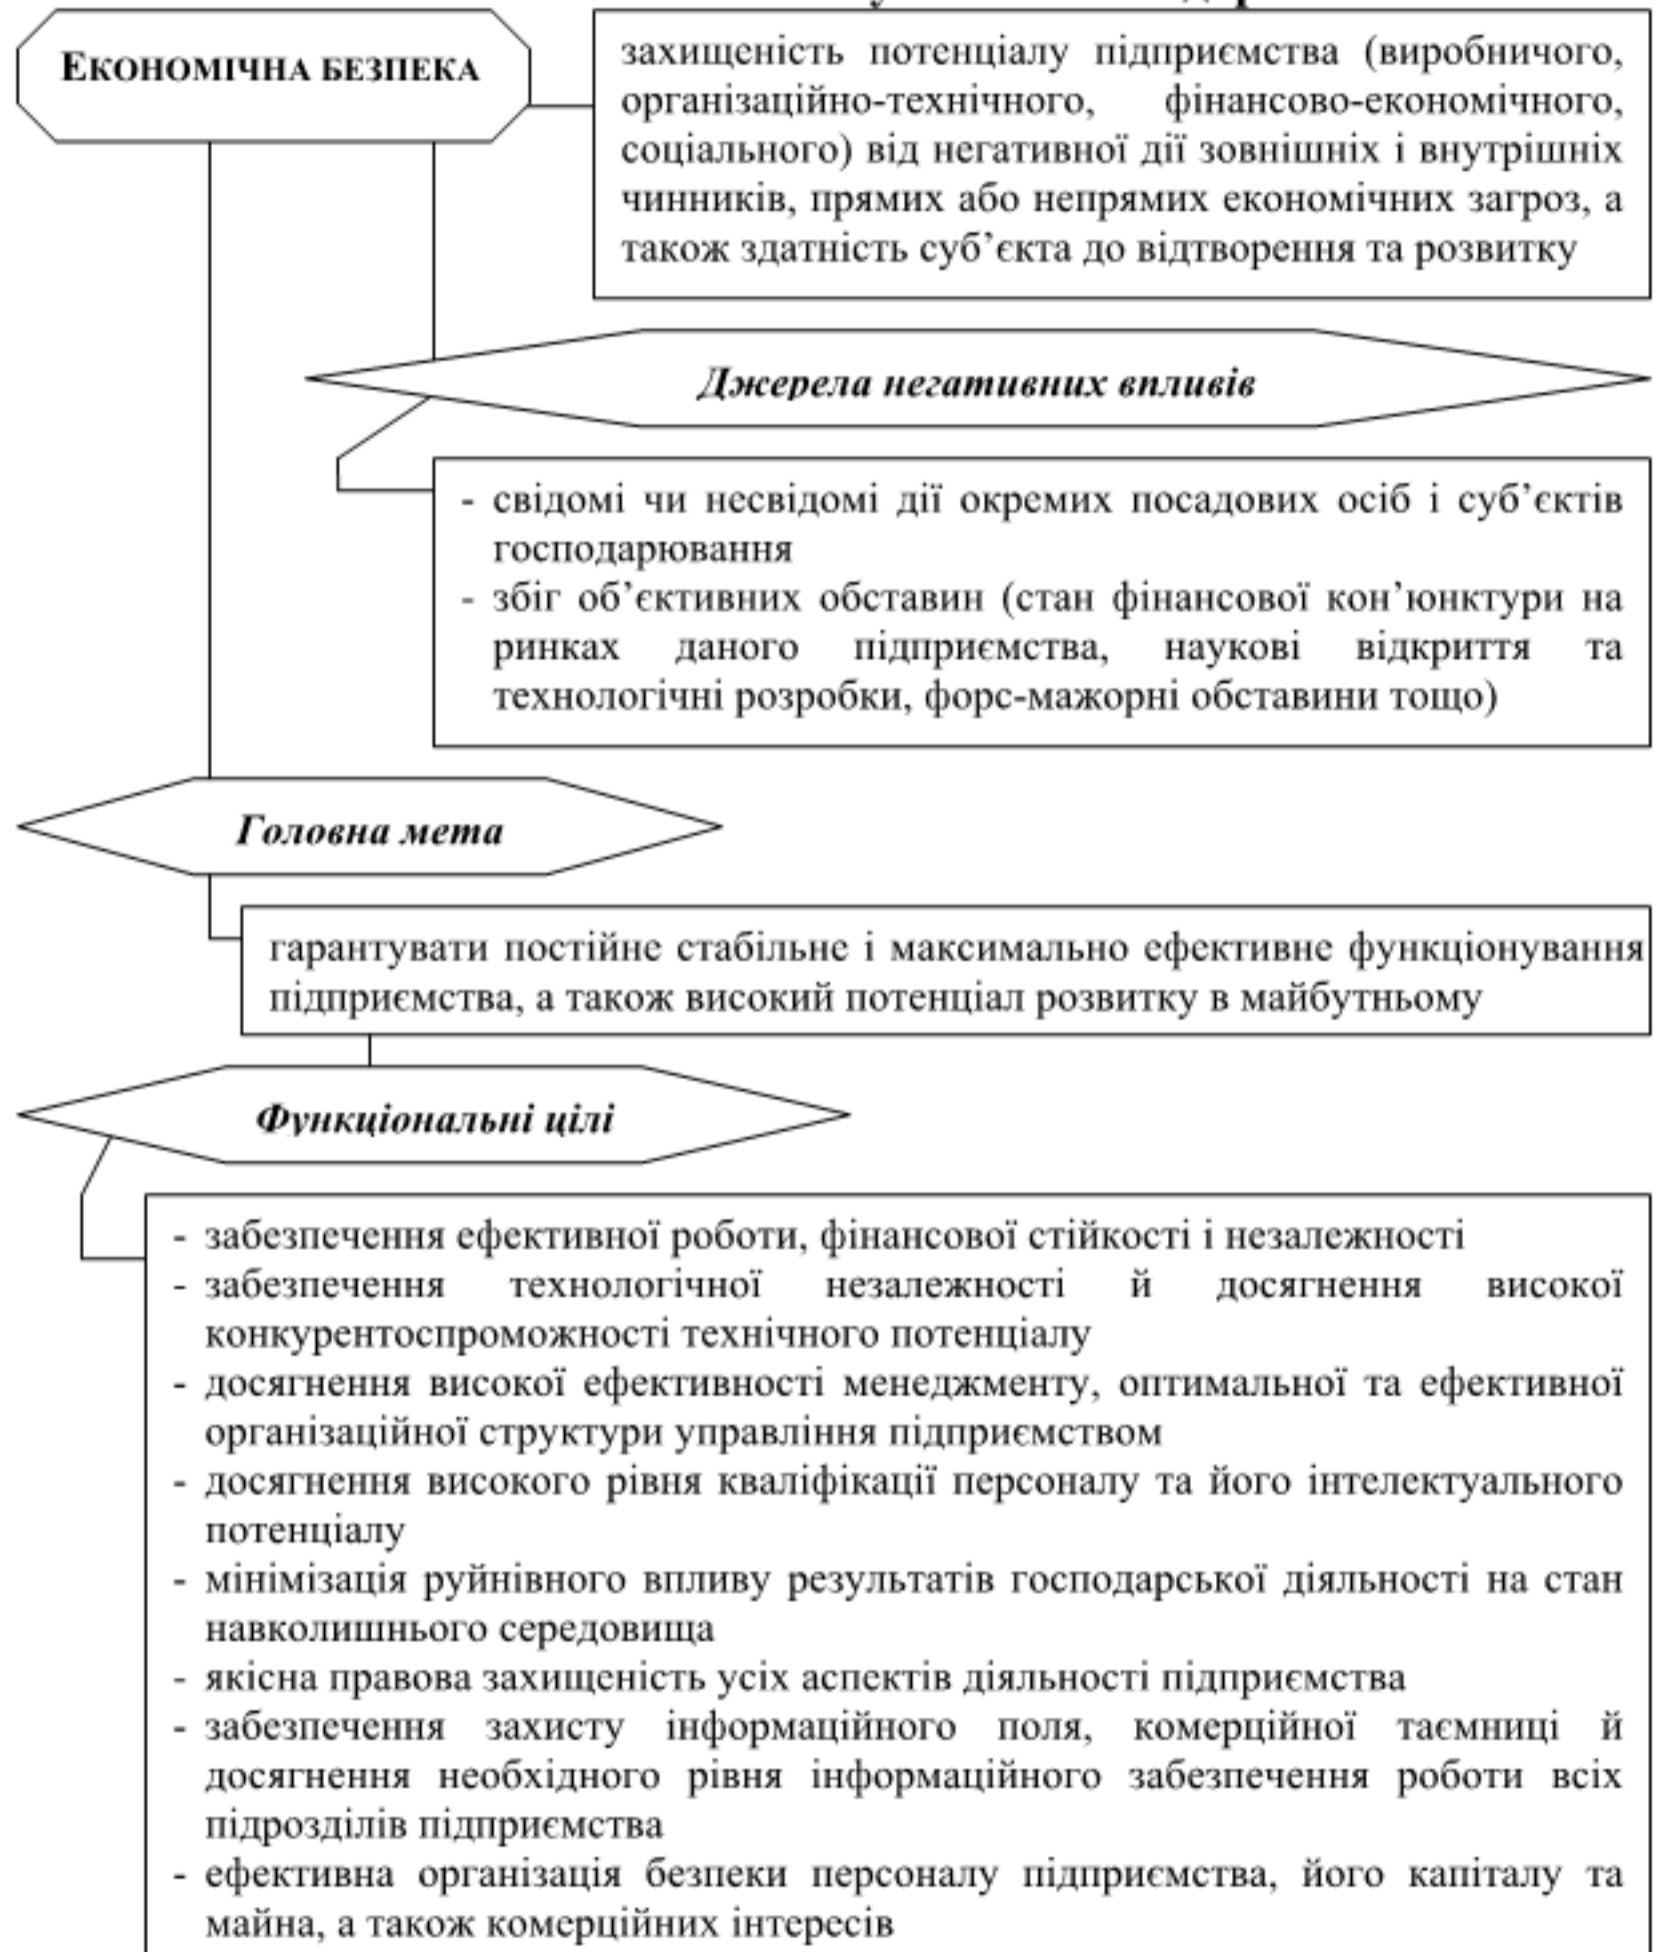 ЕКОНОМІЧНА БЕЗПЕКА
захищеність потенціалу підприємства (виробничого,
організаційно-технічного, фінансово-економічного,
соціального) від негативної дії зовнішніх і внутрішніх
чинників, прямих або непрямих економічних загроз, а
також здатність суб’єкта до відтворення та розвитку
Джерела негативних впливів
- свідомі чи несвідомі дії окремих посадових осіб і суб’єктів
господарювання
- збіг об’єктивних обставин (стан фінансової кон’юнктури на
ринках даного підприємства, наукові відкриття та
технологічні розробки, форс-мажорні обставини тощо)
Головна мета
гарантувати постійне стабільне і максимально ефективне функціонування
підприємства, а також високий потенціал розвитку в майбутньому
Функціональні цілі
- забезпечення ефективної роботи, фінансової стійкості і незалежності
- забезпечення технологічної незалежності й досягнення високої
конкурентоспроможності технічного потенціалу
- досягнення високої ефективності менеджменту, оптимальної та ефективної
організаційної структури управління підприємством
- досягнення високого рівня кваліфікації персоналу та його інтелектуального
потенціалу
- мінімізація руйнівного впливу результатів господарської діяльності на стан
навколишнього середовища
- якісна правова захищеність усіх аспектів діяльності підприємства
- забезпечення захисту інформаційного поля, комерційної таємниці й
досягнення необхідного рівня інформаційного забезпечення роботи всіх
підрозділів підприємства
- ефективна організація безпеки персоналу підприємства, його капіталу та
майна, а також комерційних інтересів